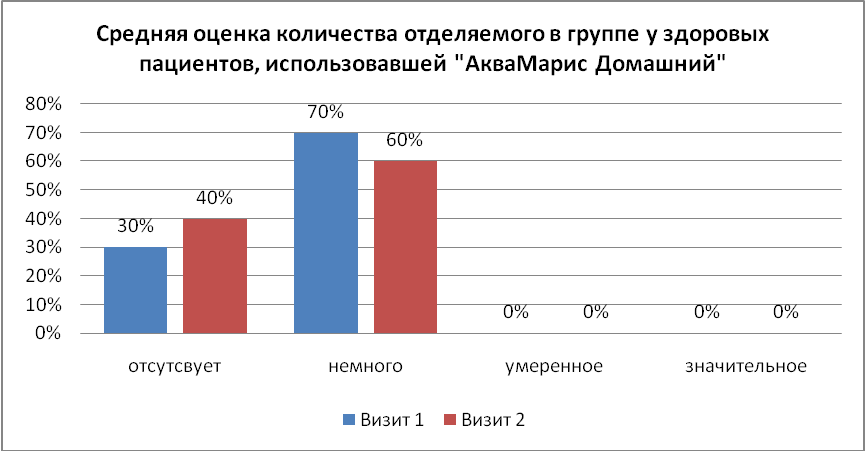 Средняя оценка количества отделяемого в группе у здоровых
пациентов, использовавшей "АкваМарис Домашний"
80%
70%
60%
50%
40%
30%
20%
10%
0%
30%
40%
70%
60%
0%
0%
0%
0%
отсутсвует
немного
умеренное
значительное
Визит 1
Визит 2